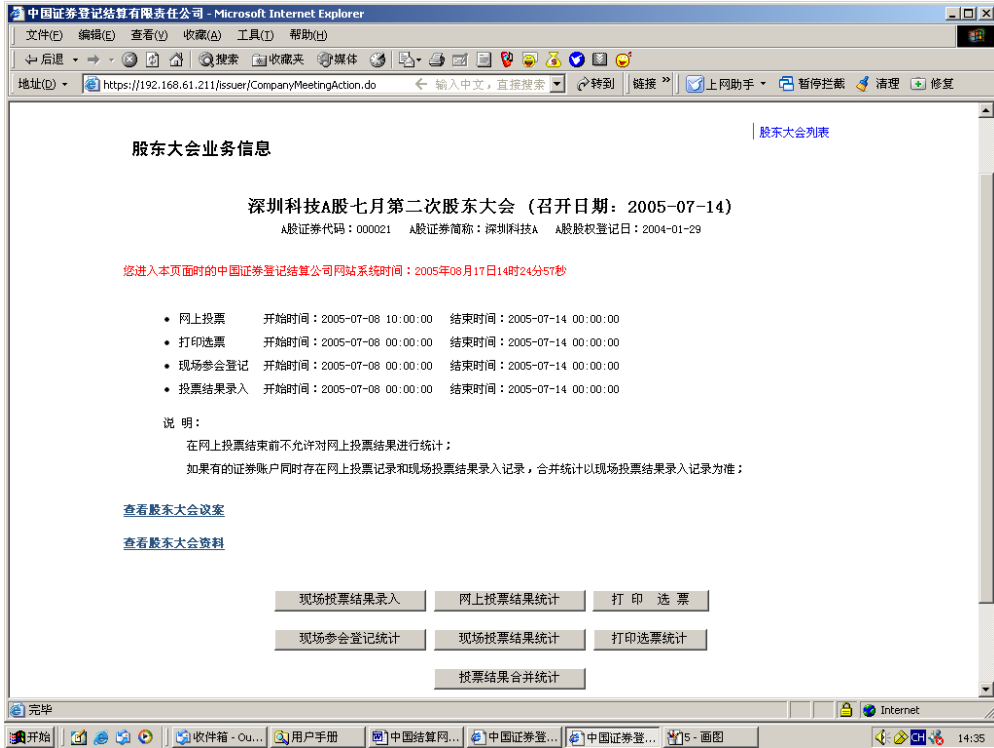 中国证券登记结算有限责任公司 - Microsoft Internet Explorer
文件(F) 编辑(E) 查看(V) 收藏(A) 工具(T) 帮助(H)
后退 搜索 收藏夹 媒体
地址(D) https://192.168.61.211/issuer/CompanyMeetingAction.do 输入中文，直接搜索 转到 链接 » 上网助手 暂停拦截 清理 修复
股东大会列表
股东大会业务信息
深圳科技A股七月第二次股东大会 (召开日期: 2005-07-14)
A股证券代码：000021 A股证券简称：深圳科技A A股股权登记日：2004-01-29
您进入本页面时的中国证券登记结算公司网站系统时间：2005年08月17日14时24分57秒
• 网上投票 开始时间：2005-07-08 10:00:00 结束时间：2005-07-14 00:00:00
• 打印选票 开始时间：2005-07-08 00:00:00 结束时间：2005-07-14 00:00:00
• 现场参会登记 开始时间：2005-07-08 00:00:00 结束时间：2005-07-14 00:00:00
• 投票结果录入 开始时间：2005-07-08 00:00:00 结束时间：2005-07-14 00:00:00
说 明：
在网上投票结束前不允许对网上投票结果进行统计；
如果有的证券账户同时存在网上投票记录和现场投票结果录入记录，合并统计以现场投票结果录入记录为准；
查看股东大会议案
查看股东大会资料
现场投票结果录入 网上投票结果统计 打 印 选 票
现场参会登记统计 现场投票结果统计 打印选票统计
投票结果合并统计
完毕 Internet
开始 收件箱 - Ou... 用户手册 中国结算网... 中国证券登... 中国证券登... 5 - 画图 CH 14:35